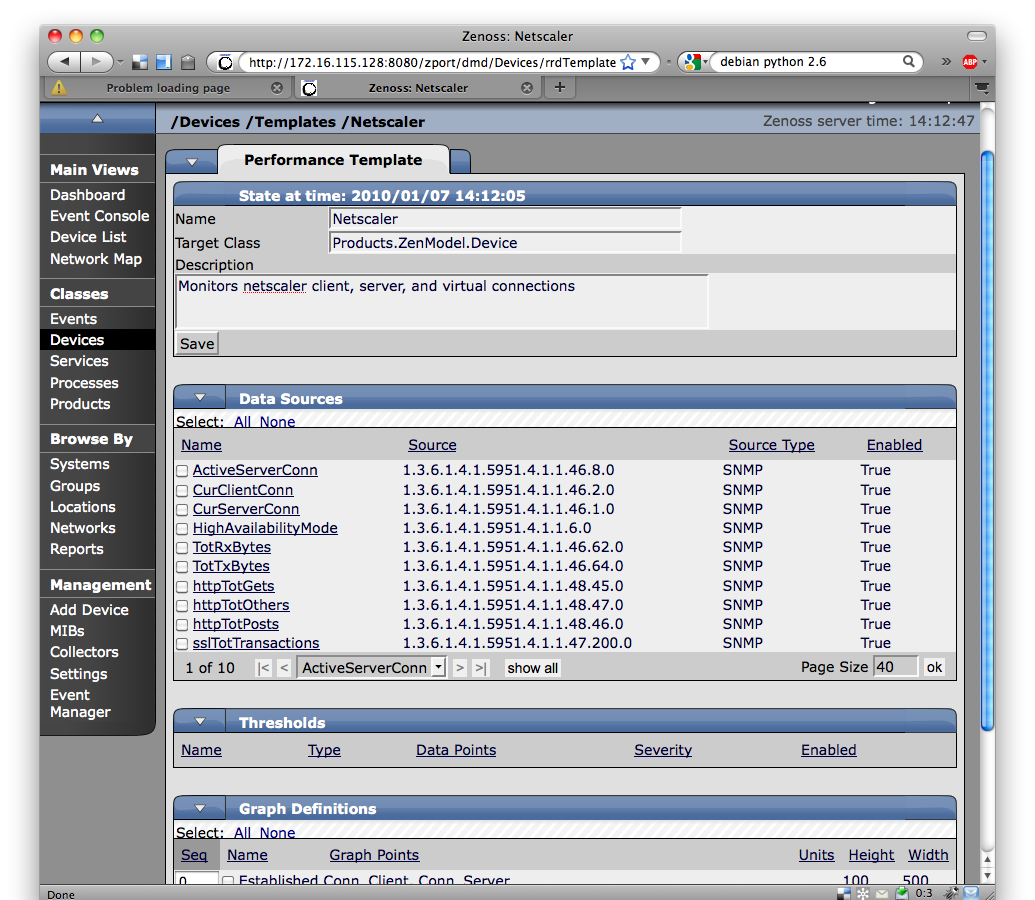 Zenoss: Netscaler
http://172.16.115.128:8080/zport/dmd/Devices/rrdTemplate
debian python 2.6
ABP
Problem loading page
Zenoss: Netscaler
/Devices /Templates /Netscaler
Zenoss server time: 14:12:47
Main Views
Dashboard
Event Console
Device List
Network Map
Classes
Events
Devices
Services
Processes
Products
Browse By
Systems
Groups
Locations
Networks
Reports
Management
Add Device
MIBs
Collectors
Settings
Event
Manager
Performance Template
State at time: 2010/01/07 14:12:05
Name Netscaler
Target Class Products.ZenModel.Device
Description
Monitors netscaler client, server, and virtual connections
Save
Data Sources
Select: All None
Name Source Source Type Enabled
ActiveServerConn 1.3.6.1.4.1.5951.4.1.1.46.8.0 SNMP True
CurClientConn 1.3.6.1.4.1.5951.4.1.1.46.2.0 SNMP True
CurServerConn 1.3.6.1.4.1.5951.4.1.1.46.1.0 SNMP True
HighAvailabilityMode 1.3.6.1.4.1.5951.4.1.1.6.0 SNMP True
TotRxBytes 1.3.6.1.4.1.5951.4.1.1.46.62.0 SNMP True
TotTxBytes 1.3.6.1.4.1.5951.4.1.1.46.64.0 SNMP True
httpTotGets 1.3.6.1.4.1.5951.4.1.1.48.45.0 SNMP True
httpTotOthers 1.3.6.1.4.1.5951.4.1.1.48.47.0 SNMP True
httpTotPosts 1.3.6.1.4.1.5951.4.1.1.48.46.0 SNMP True
sslTotTransactions 1.3.6.1.4.1.5951.4.1.1.47.200.0 SNMP True
1 of 10 |< < ActiveServerConn > >| show all Page Size 40 ok
Thresholds
Name Type Data Points Severity Enabled
Graph Definitions
Select: All None
Seq Name Graph Points Units Height Width
0 Established Conn Client, Conn Server 100 500
Done
0:3